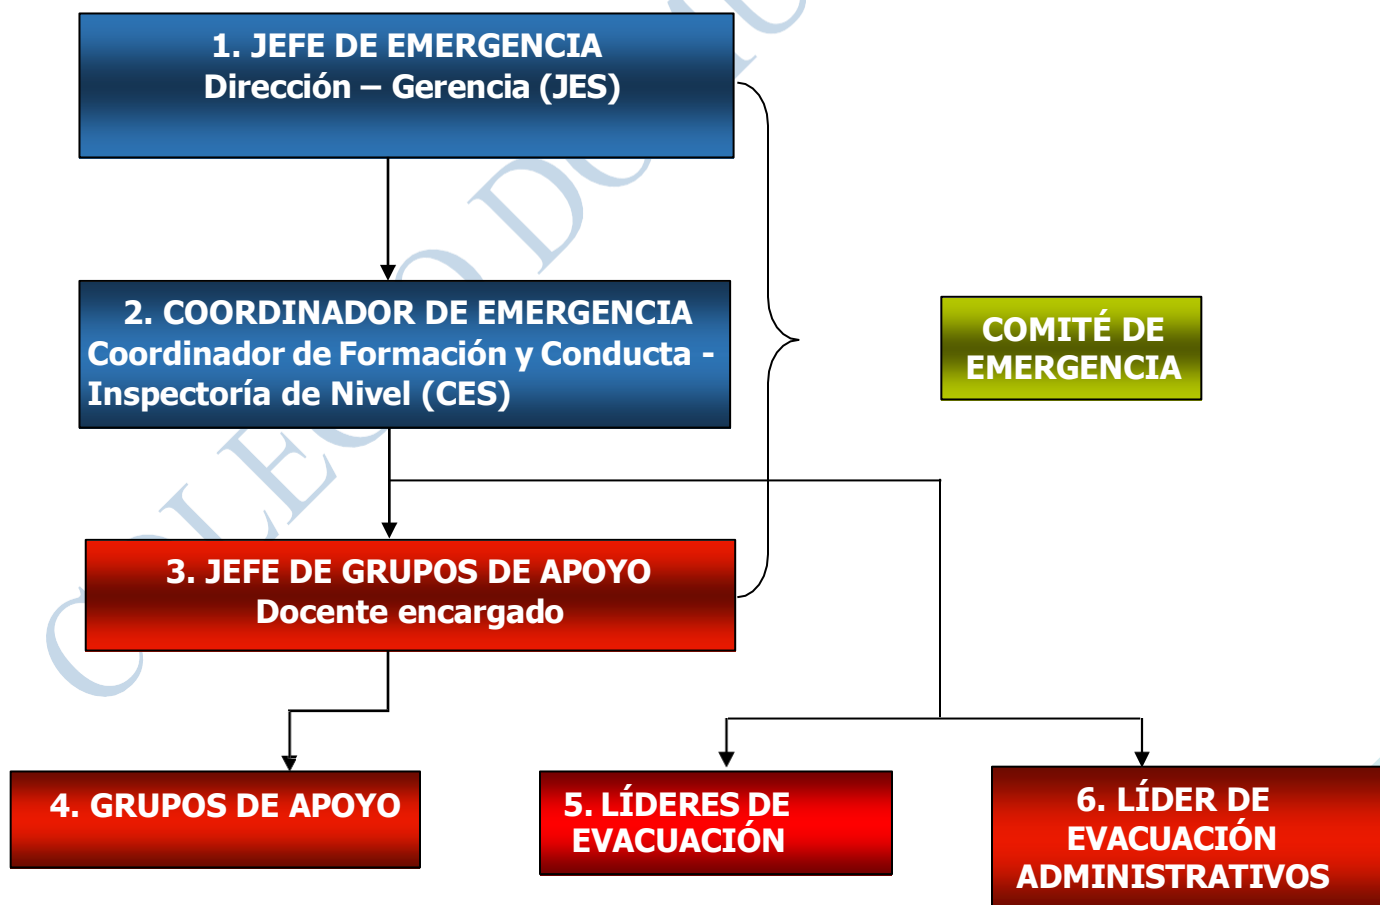 1. JEFE DE EMERGENCIA
Dirección – Gerencia (JES)
2. COORDINADOR DE EMERGENCIA
Coordinador de Formación y Conducta -
Inspectoría de Nivel (CES)
COMITÉ DE
EMERGENCIA
3. JEFE DE GRUPOS DE APOYO
Docente encargado
4. GRUPOS DE APOYO
5. LÍDERES DE
EVACUACIÓN
6. LÍDER DE
EVACUACIÓN
ADMINISTRATIVOS